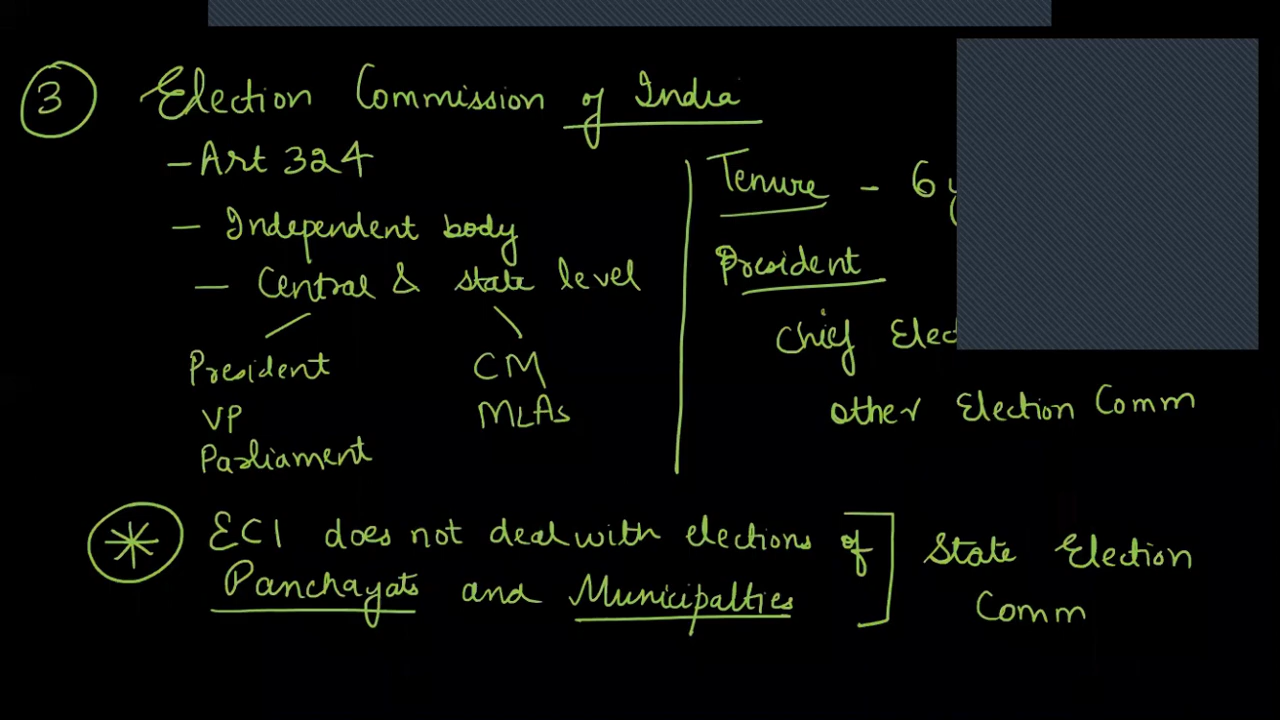 3 Election Commission of India
- Art 324
- Independent body
- Central & state level
President CM
VP MLAs
Parliament
Tenure - 6
President
Chief Elec
other Election Comm
* ECI does not deal with elections of
Panchayats and Municipalties
State Election
Comm